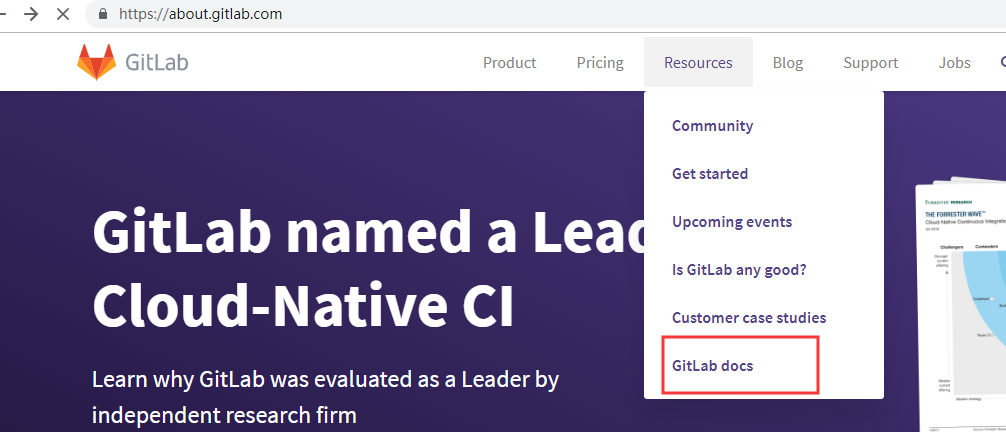 https://about.gitlab.com
GitLab
Product Pricing Resources Blog Support Jobs
Community
Get started
Upcoming events
Is GitLab any good?
Customer case studies
GitLab docs
GitLab named a Lead
Cloud-Native CI
Learn why GitLab was evaluated as a Leader by
independent research firm
FORRESTER RESEARCH
THE FORRESTER WAVE™
Cloud-Native Continuous Integration
Challengers Contenders